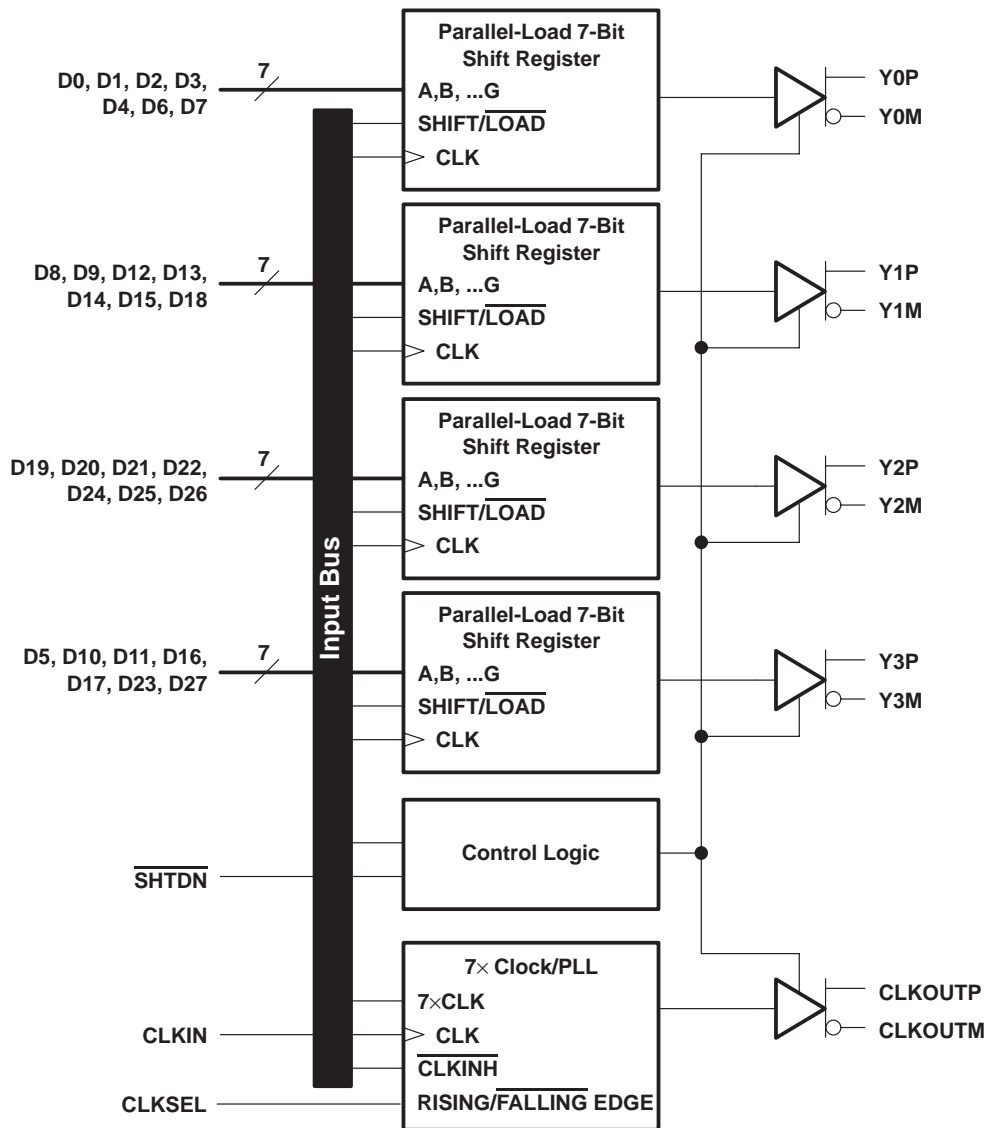 Parallel-Load 7-Bit
Shift Register
D0, D1, D2, D3,
D4, D6, D7
7
A,B, ...G
SHIFT/LOAD
CLK
Y0P
Y0M
Parallel-Load 7-Bit
Shift Register
D8, D9, D12, D13,
D14, D15, D18
7
A,B, ...G
SHIFT/LOAD
CLK
Y1P
Y1M
Parallel-Load 7-Bit
Shift Register
D19, D20, D21, D22,
D24, D25, D26
7
A,B, ...G
SHIFT/LOAD
CLK
Y2P
Y2M
Input Bus
Parallel-Load 7-Bit
Shift Register
D5, D10, D11, D16,
D17, D23, D27
7
A,B, ...G
SHIFT/LOAD
CLK
Y3P
Y3M
SHTDN
Control Logic
7× Clock/PLL
7×CLK
CLKIN
CLK
CLKINH
CLKSEL
RISING/FALLING EDGE
CLKOUTP
CLKOUTM